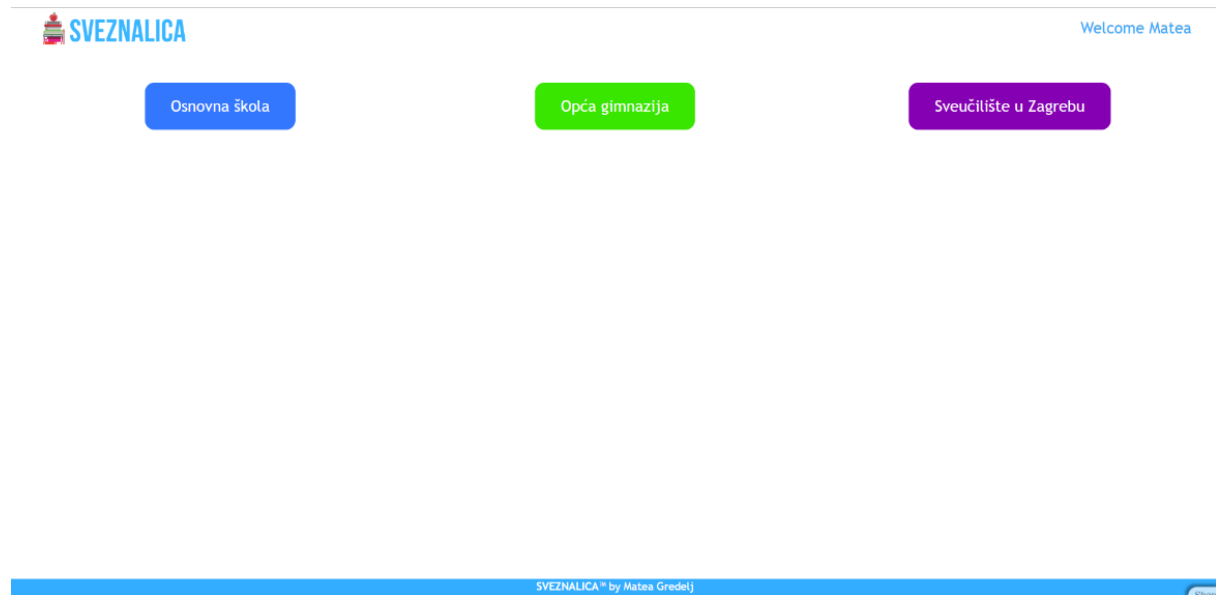 SVEZNALICA
Welcome Matea
Osnovna škola
Opća gimnazija
Sveučilište u Zagrebu
SVEZNALICA™ by Matea Gredelj